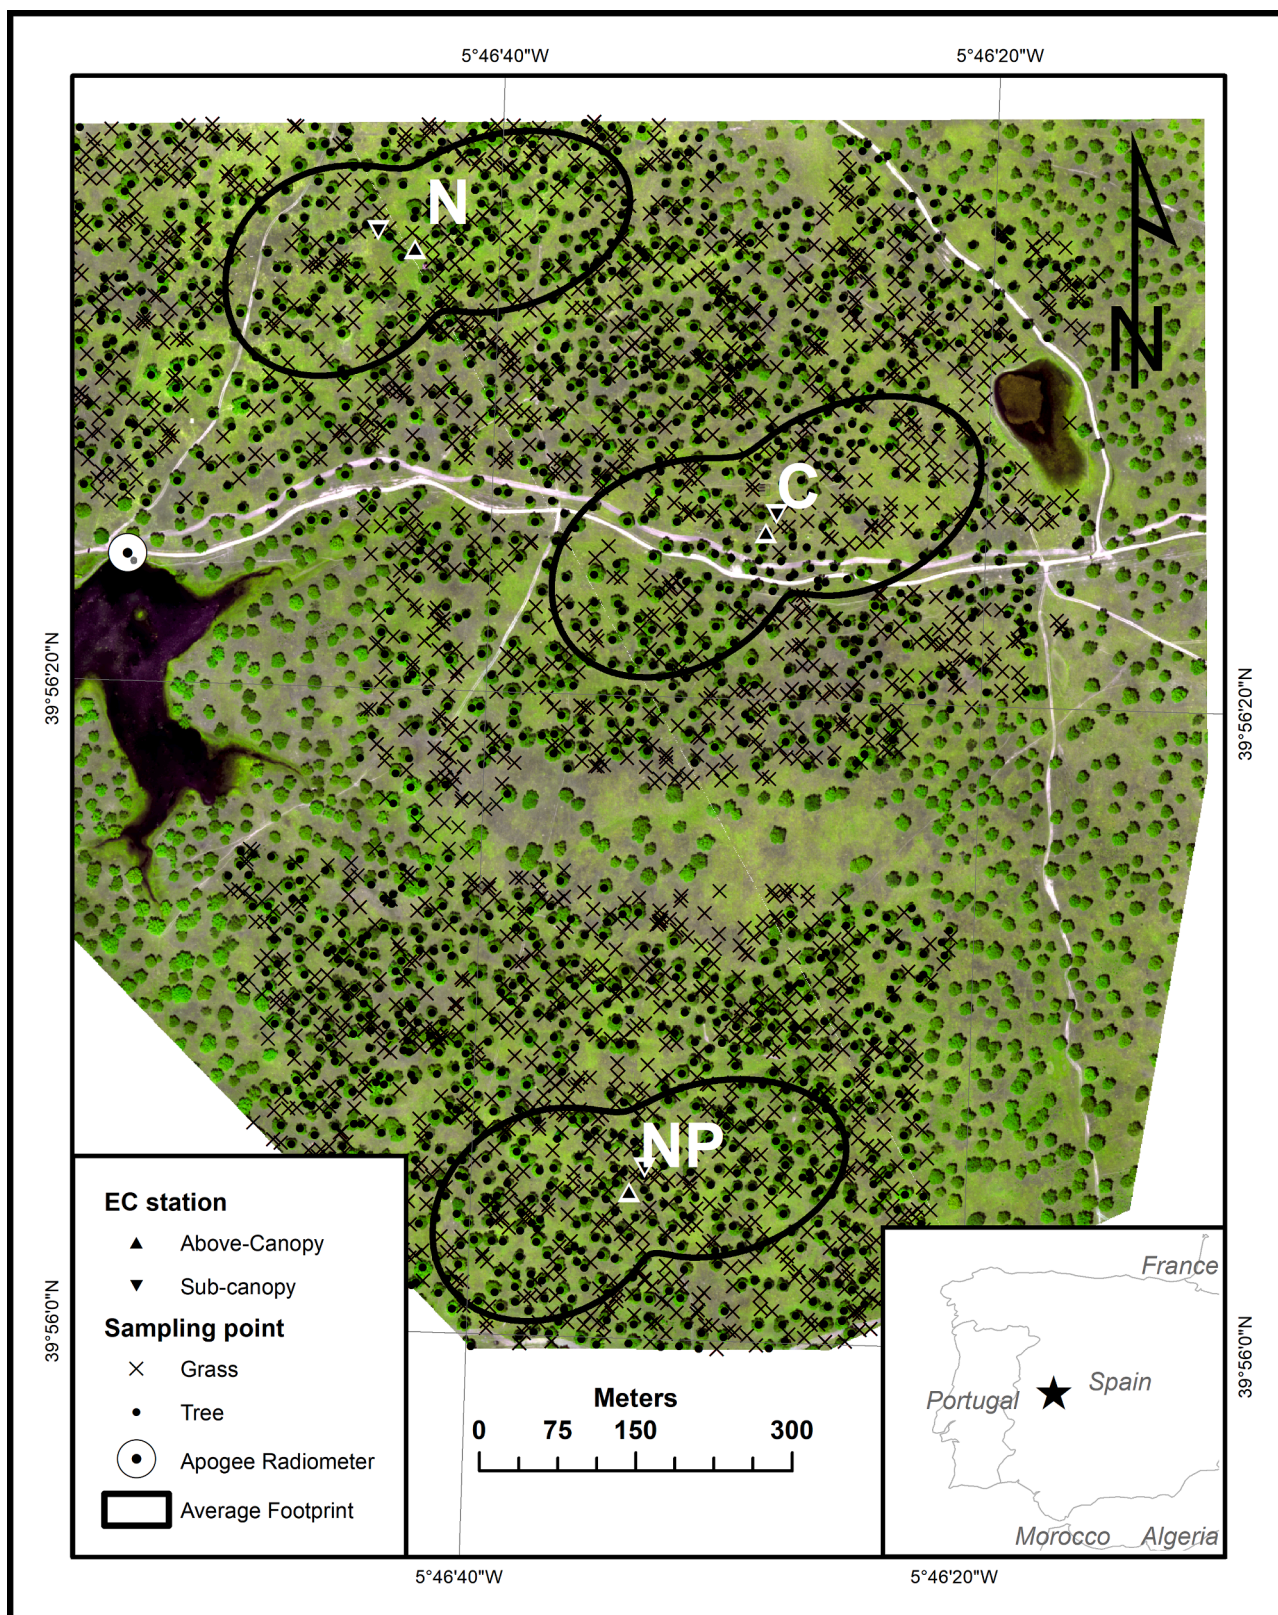 5°46'40"W
5°46'20"W
N
N
C
39°56'20"N
39°56'20"N
NP
EC station
Above-Canopy
Sub-canopy
Sampling point
Grass
Tree
Apogee Radiometer
Average Footprint
39°56'0"N
39°56'0"N
Meters
0 75 150 300
France
Spain
Portugal
Morocco Algeria
5°46'40"W
5°46'20"W